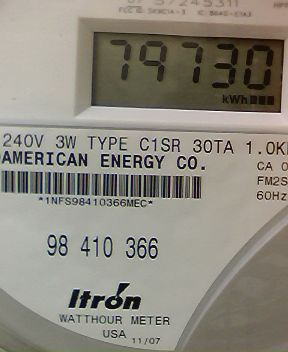 79730
kWh
240V 3W TYPE C1SR 30TA 1.0K
AMERICAN ENERGY CO.
CA 0
FM2S
60Hz
*1NFS98410366MEC*
98 410 366
Itron
WATTHOUR METER
USA 11/07